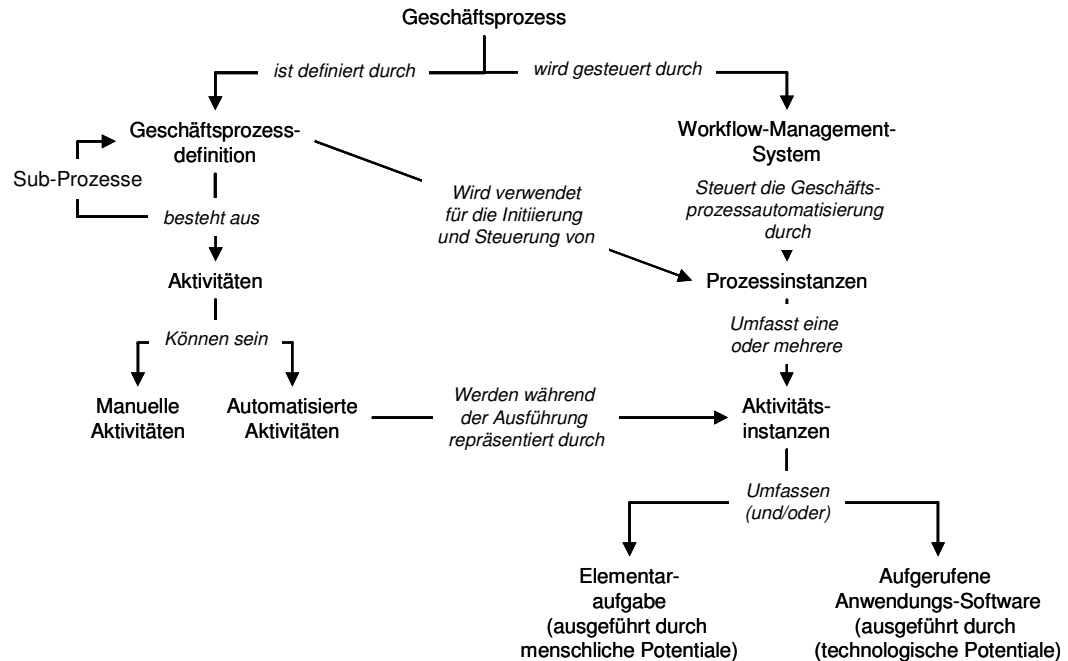 Geschäftsprozess
ist definiert durch
wird gesteuert durch
Geschäftsprozess-
definition
Workflow-Management-
System
Sub-Prozesse
besteht aus
Wird verwendet
für die Initiierung
und Steuerung von
Steuert die Geschäfts-
prozessautomatisierung
durch
Aktivitäten
Prozessinstanzen
Können sein
Umfasst eine
oder mehrere
Manuelle
Aktivitäten
Automatisierte
Aktivitäten
Werden während
der Ausführung
repräsentiert durch
Aktivitäts-
instanzen
Umfassen
(und/oder)
Elementar-
aufgabe
(ausgeführt durch
menschliche Potentiale)
Aufgerufene
Anwendungs-Software
(ausgeführt durch
(technologische Potentiale)